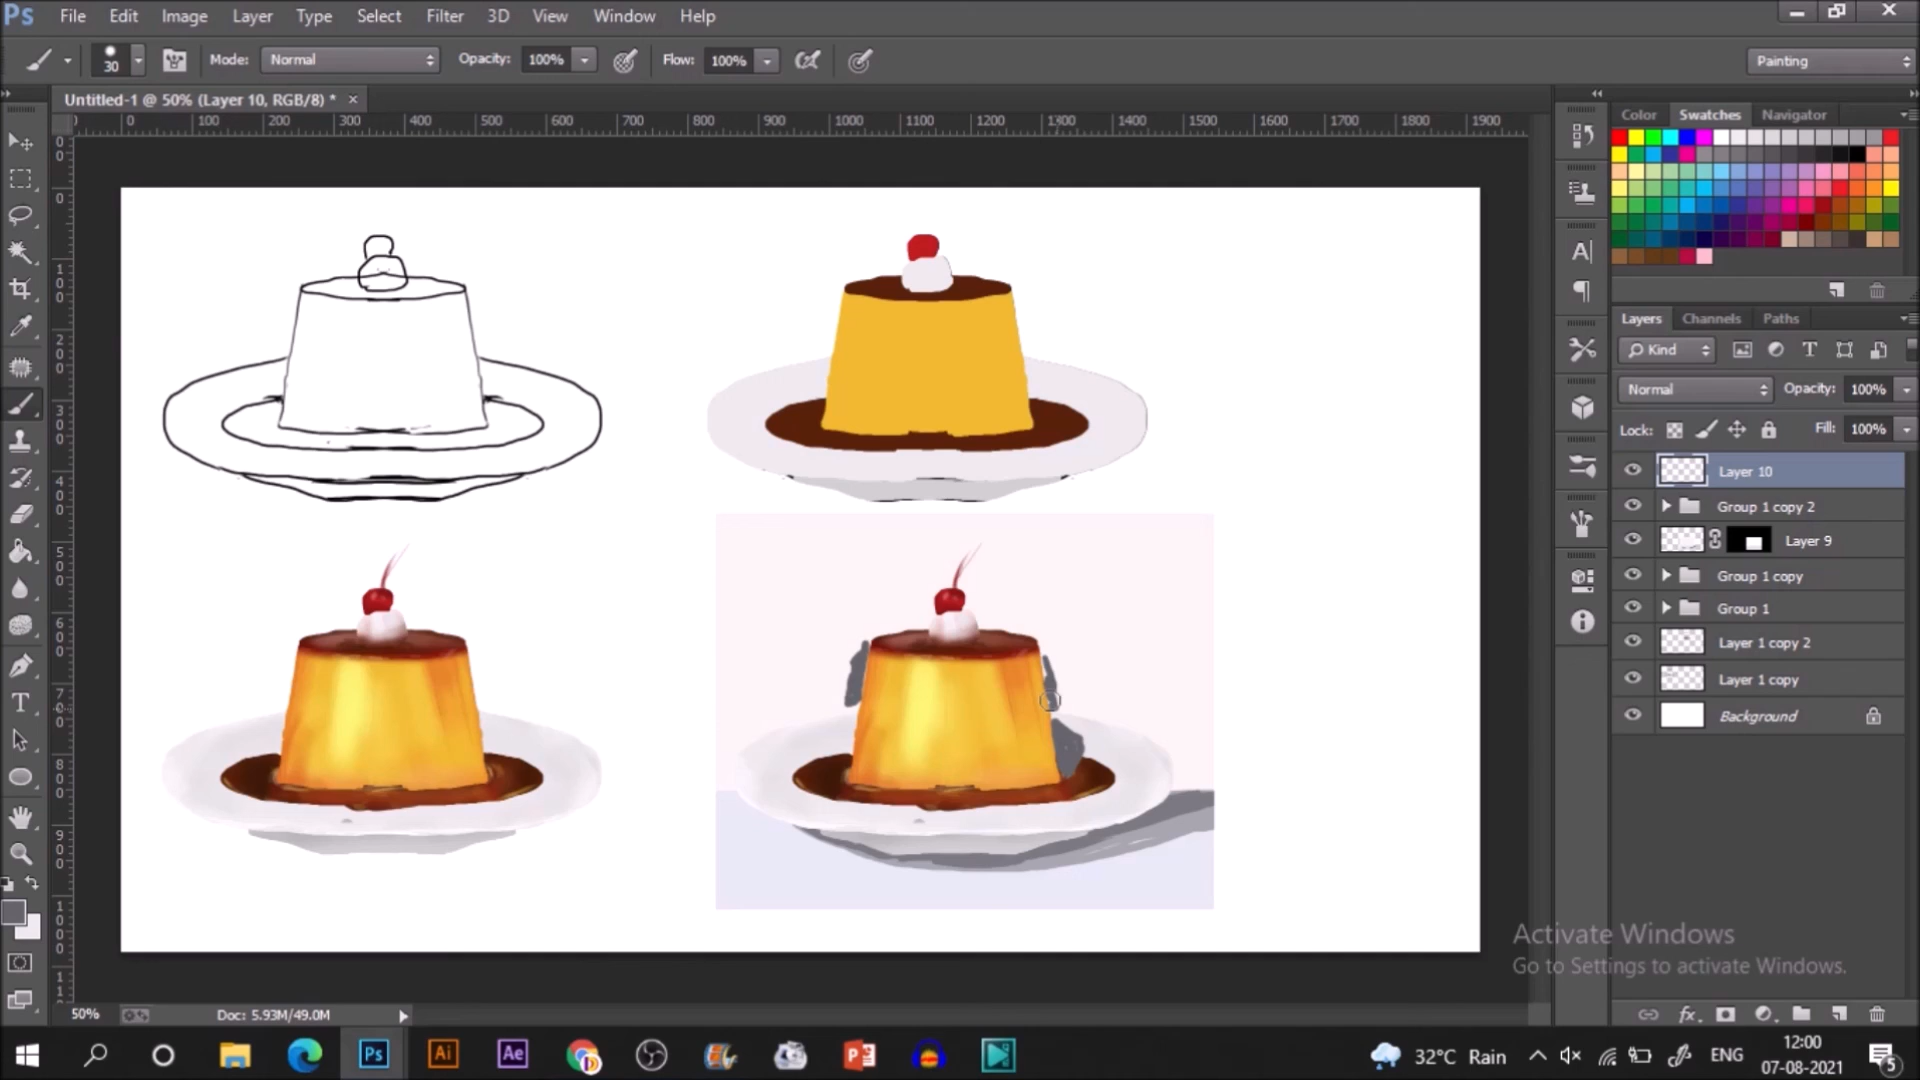 Ps File Edit Image Layer Type Select Filter 3D View Window Help
30 Mode: Normal Opacity: 100% Flow: 100% Painting
Untitled-1 @ 50% (Layer 10, RGB/8) * ×
0 100 200 300 400 500 600 700 800 900 1000 1100 1200 1300 1400 1500 1600 1700 1800 1900
Color Swatches Navigator
Layers Channels Paths
Kind
Normal Opacity: 100%
Lock: Fill: 100%
Layer 10
Group 1 copy 2
Layer 9
Group 1 copy
Group 1
Layer 1 copy 2
Layer 1 copy
Background
Activate Windows
Go to Settings to activate Windows.
50% Doc: 5.93M/49.0M
fx
Ps Ai Ae
32°C Rain ENG
12:00
07-08-2021
5